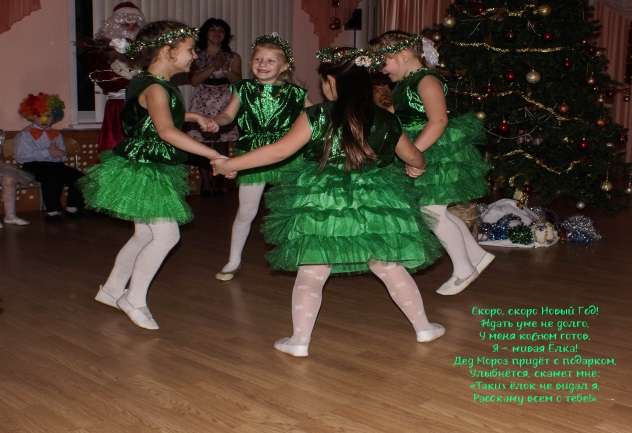 Скоро, скоро Новый Год!
Ждать уже не долго,
У меня костюм готов,
Я - живая Ёлка!
Дед Мороз придёт с подарком,
Улыбнётся, скажет мне:
«Таких ёлок не видал я,
Расскажу всем о тебе!»